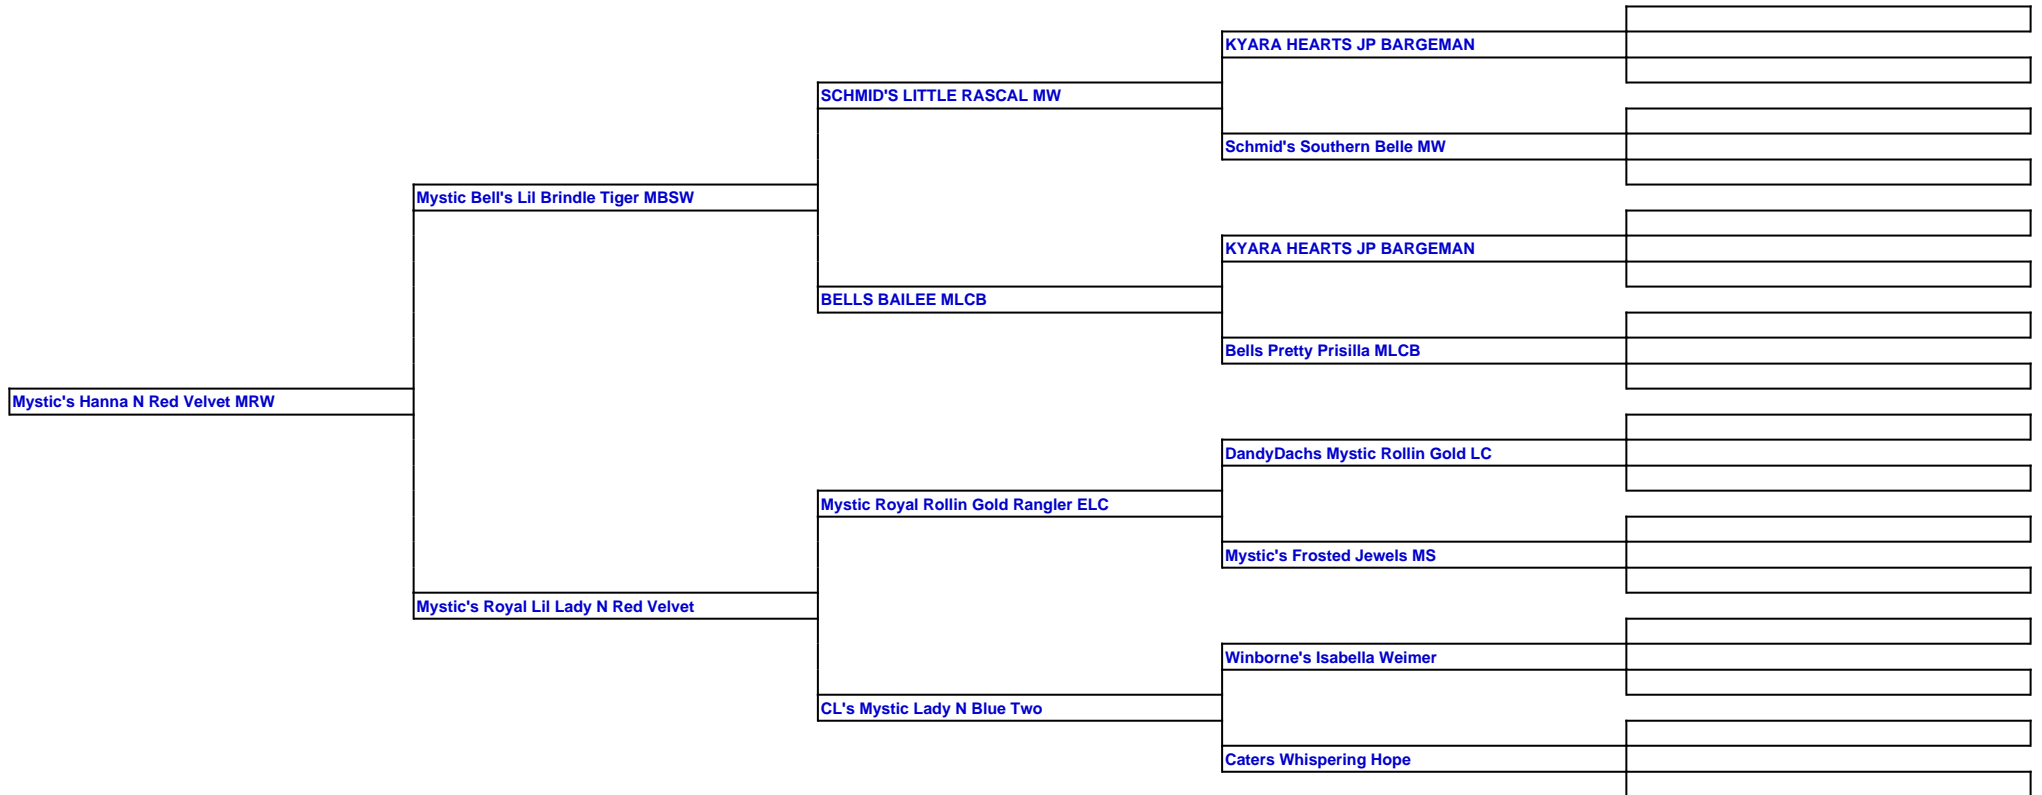 KYARA HEARTS JP BARGEMAN
SCHMID'S LITTLE RASCAL MW
Schmid's Southern Belle MW
Mystic Bell's Lil Brindle Tiger MBSW
KYARA HEARTS JP BARGEMAN
BELLS BAILEE MLCB
Bells Pretty Prisilla MLCB
Mystic's Hanna N Red Velvet MRW
DandyDachs Mystic Rollin Gold LC
Mystic Royal Rollin Gold Rangler ELC
Mystic's Frosted Jewels MS
Mystic's Royal Lil Lady N Red Velvet
Winborne's Isabella Weimer
CL's Mystic Lady N Blue Two
Caters Whispering Hope